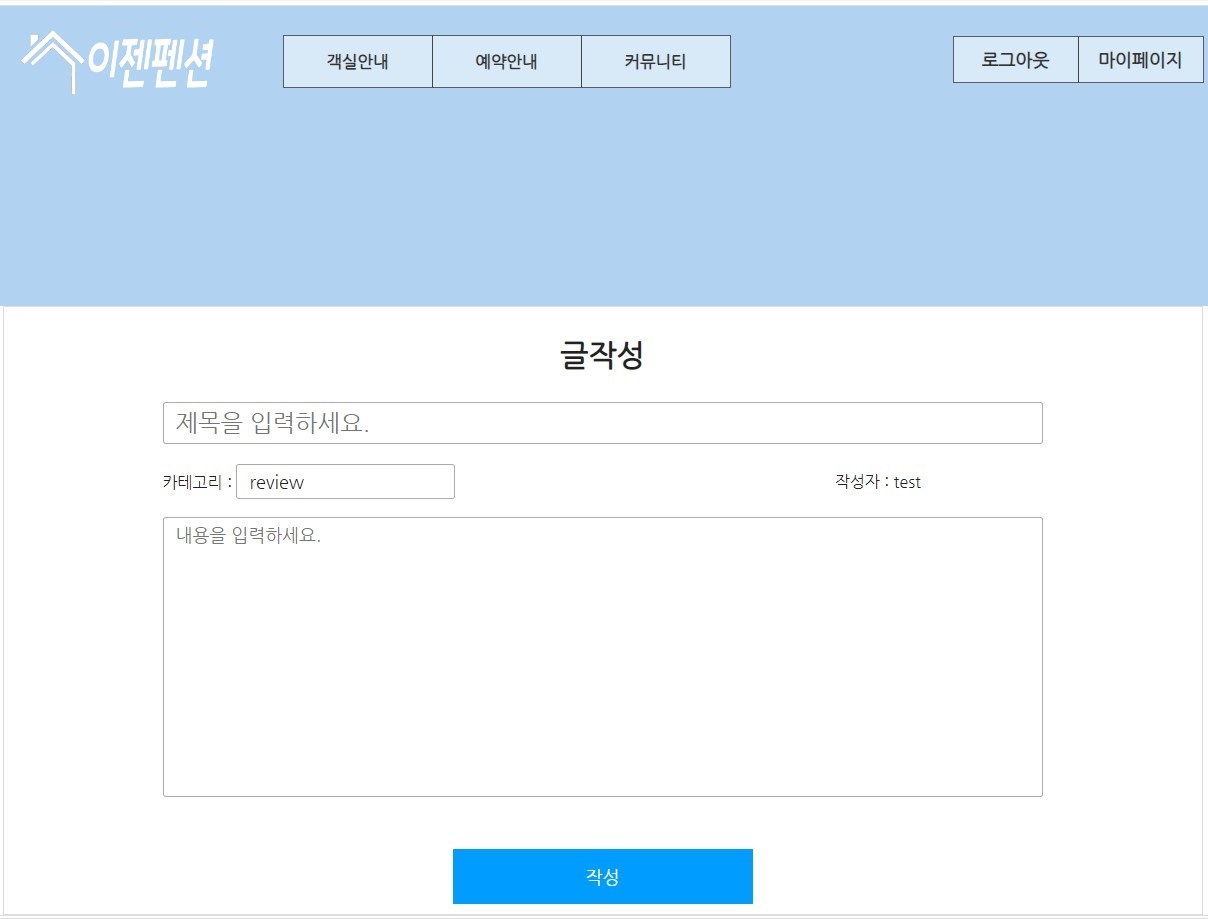 이젠펜션
객실안내 예약안내 커뮤니티
로그아웃 마이페이지
글작성
제목을 입력하세요.
카테고리 : review 작성자 : test
내용을 입력하세요.
작성